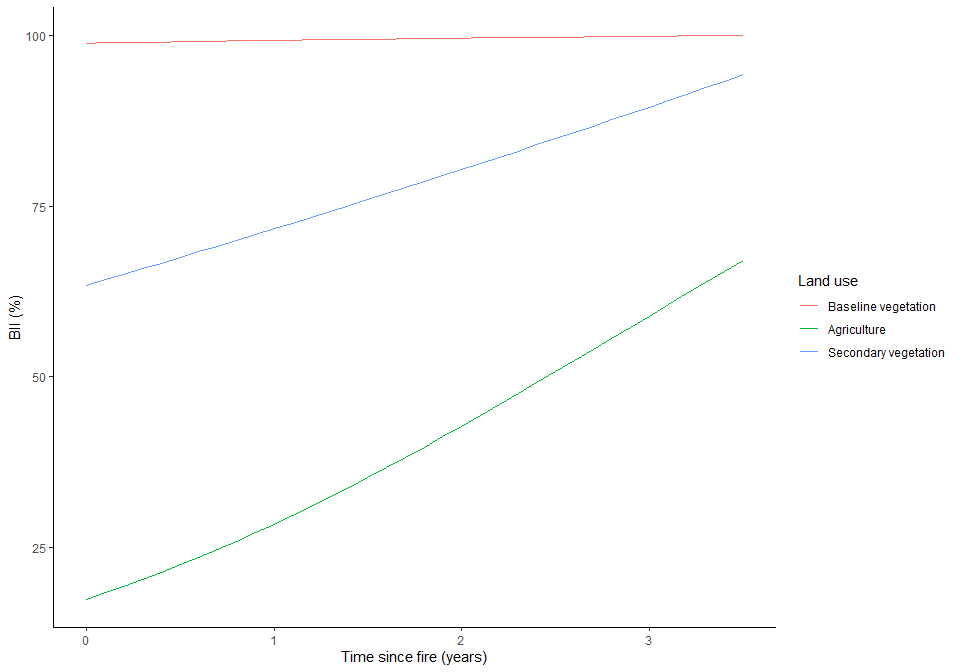 100
75
50
25
BII (%)
0 1 2 3
Time since fire (years)
Land use
Baseline vegetation
Agriculture
Secondary vegetation